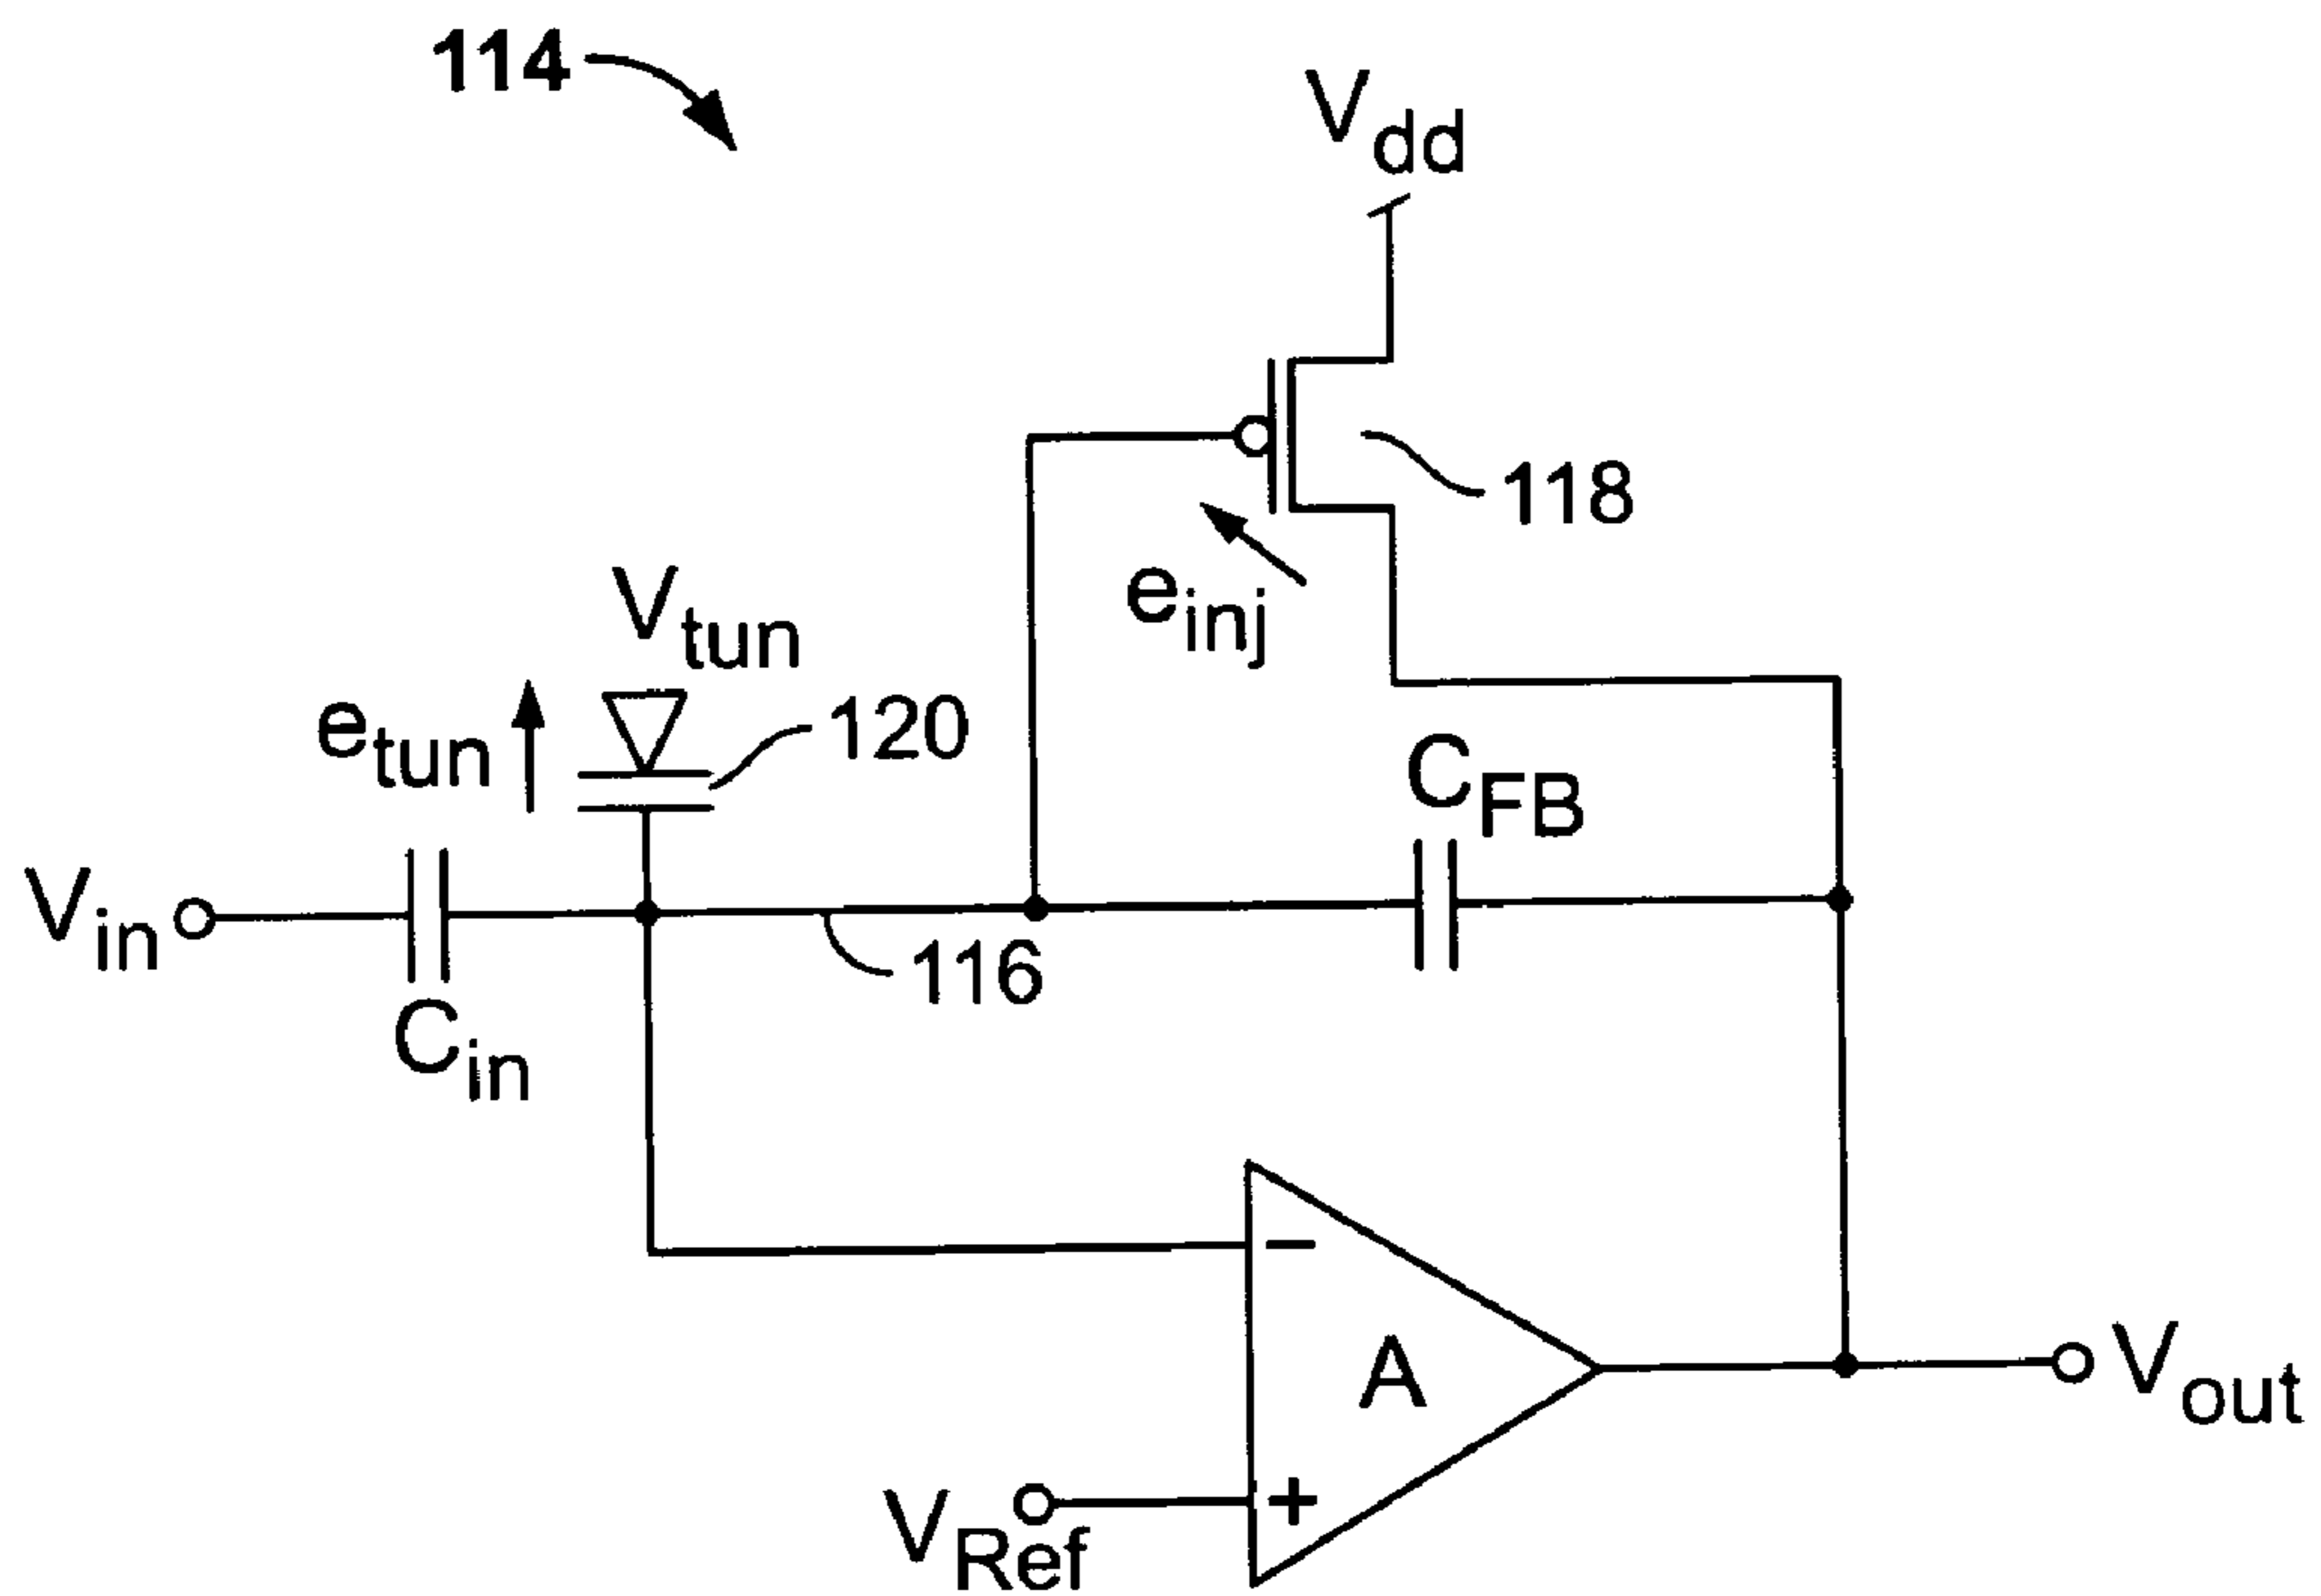 114
Vdd
118
einj
Vtun
etun
120
CFB
Vin
116
Cin
−
A
Vout
+
VRef